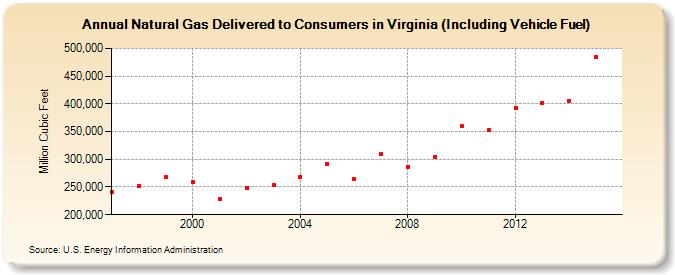 Annual Natural Gas Delivered to Consumers in Virginia (Including Vehicle Fuel)
Million Cubic Feet
500,000
450,000
400,000
350,000
300,000
250,000
200,000
2000 2004 2008 2012
Source: U.S. Energy Information Administration